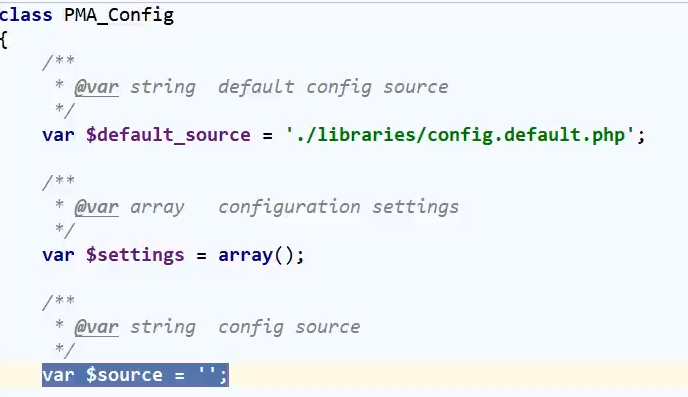 class PMA_Config
{
/**
* @var string  default config source
*/
var $default_source = './libraries/config.default.php';
/**
* @var array   configuration settings
*/
var $settings = array();
/**
* @var string  config source
*/
var $source = '';